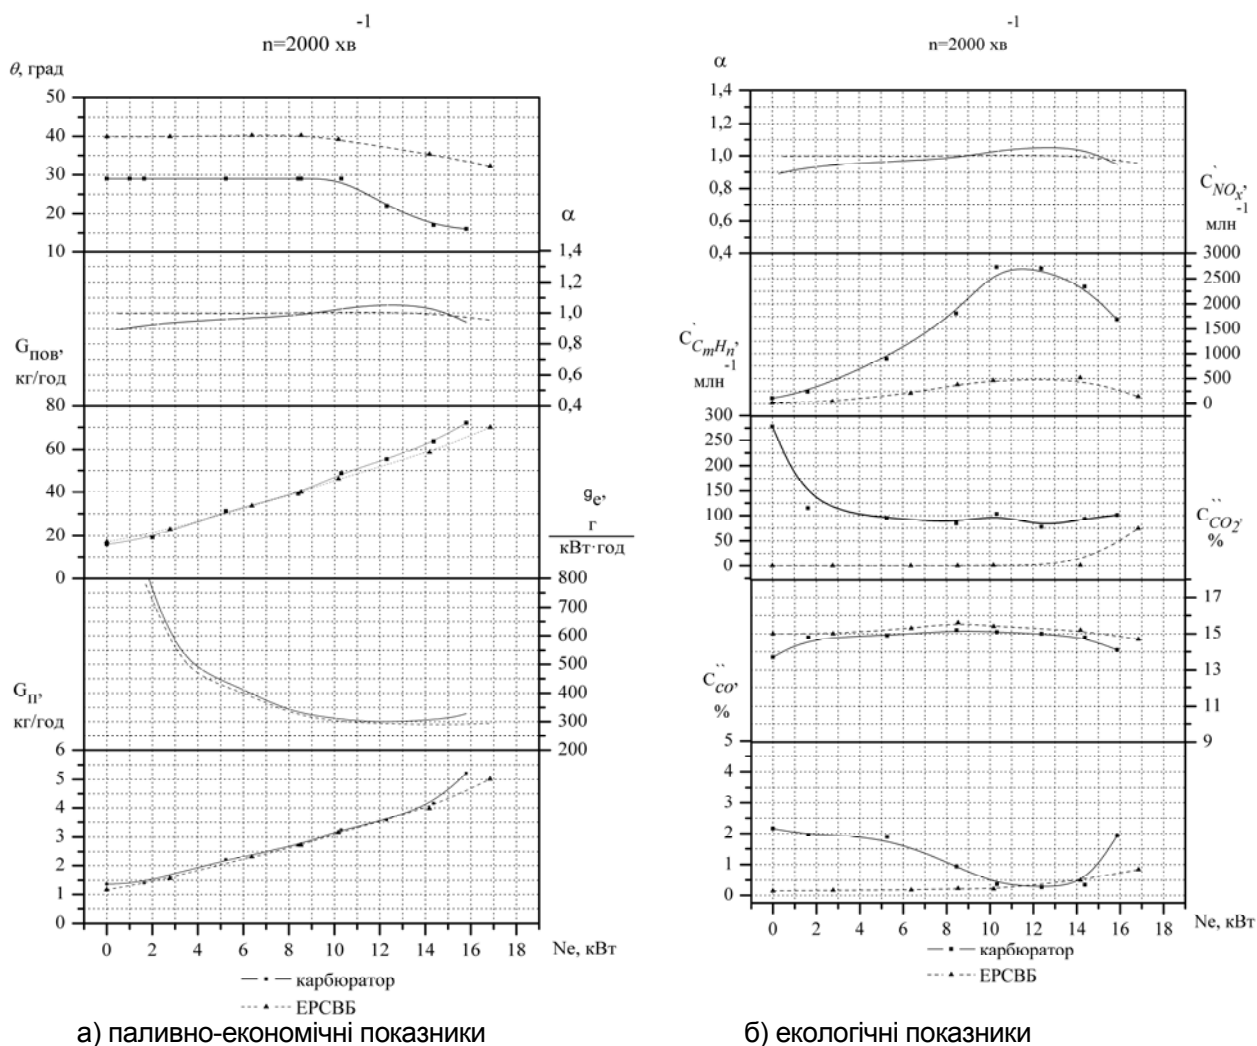 -1
n=2000 хв
θ, град
50
40
30
20
10
α
1,4
1,2
1,0
0,8
0,6
0,4
Gпов,
кг/год
80
60
40
20
0
ge,
г
кВт·год
800
700
600
500
400
300
200
Gп,
кг/год
6
5
4
3
2
1
0
0 2 4 6 8 10 12 14 16 18
Ne, кВт
карбюратор
ЕРСВБ
а) паливно-економічні показники
-1
n=2000 хв
α
1,4
1,2
1,0
0,8
0,6
0,4
C`NOx,
-1
млн
3000
2500
2000
1500
1000
500
0
C`CmHn,
-1
млн
300
250
200
150
100
50
0
C``CO2,
%
17
15
13
11
9
C``co,
%
5
4
3
2
1
0
0 2 4 6 8 10 12 14 16 18
Ne, кВт
карбюратор
ЕРСВБ
б) екологічні показники